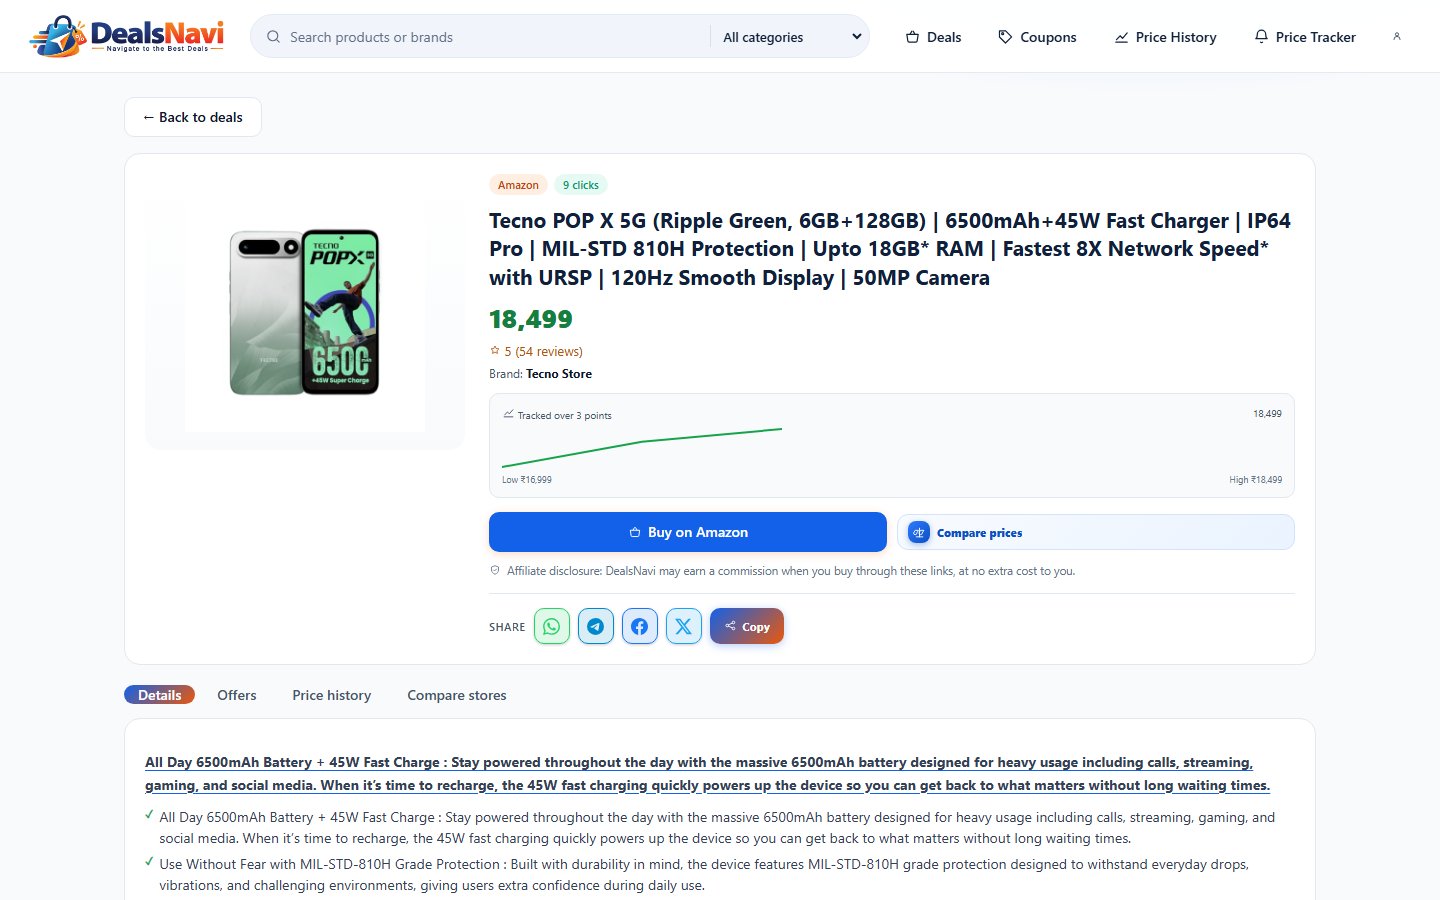 DealsNavi
Navigate to the Best Deals
Search products or brands
All categories
Deals
Coupons
Price History
Price Tracker
← Back to deals
Amazon
9 clicks
Tecno POP X 5G (Ripple Green, 6GB+128GB) | 6500mAh+45W Fast Charger | IP64
Pro | MIL-STD 810H Protection | Upto 18GB* RAM | Fastest 8X Network Speed*
with URSP | 120Hz Smooth Display | 50MP Camera
18,499
5 (54 reviews)
Brand: Tecno Store
Tracked over 3 points
18,499
Low ₹16,999
High ₹18,499
Buy on Amazon
Compare prices
Affiliate disclosure: DealsNavi may earn a commission when you buy through these links, at no extra cost to you.
SHARE
Copy
TECNO
POPX
TECNO
6500 mAh
+45W Super Charge
Details
Offers
Price history
Compare stores
All Day 6500mAh Battery + 45W Fast Charge : Stay powered throughout the day with the massive 6500mAh battery designed for heavy usage including calls, streaming,
gaming, and social media. When it's time to recharge, the 45W fast charging quickly powers up the device so you can get back to what matters without long waiting times.
✓ All Day 6500mAh Battery + 45W Fast Charge : Stay powered throughout the day with the massive 6500mAh battery designed for heavy usage including calls, streaming, gaming, and
social media. When it's time to recharge, the 45W fast charging quickly powers up the device so you can get back to what matters without long waiting times.
✓ Use Without Fear with MIL-STD-810H Grade Protection : Built with durability in mind, the device features MIL-STD-810H grade protection designed to withstand everyday drops,
vibrations, and challenging environments, giving users extra confidence during daily use.